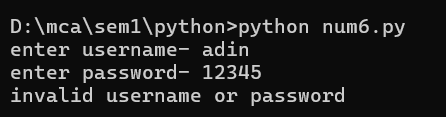 D:\mca\sem1\python>python num6.py
enter username- adin
enter password- 12345
invalid username or password